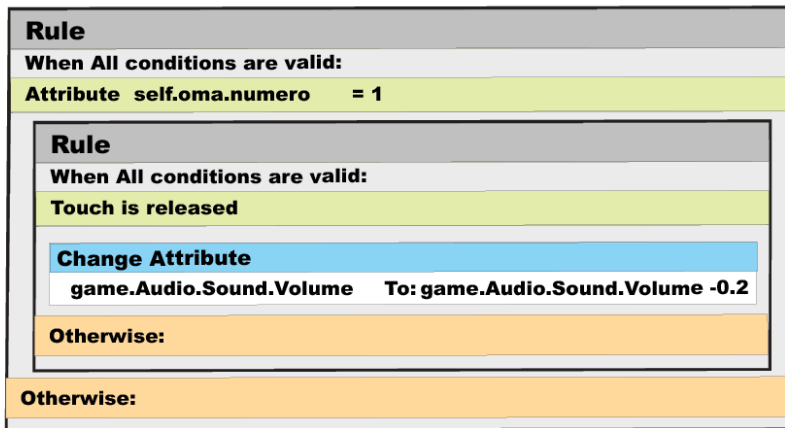 Rule
When All conditions are valid:
Attribute self.oma.numero = 1
Rule
When All conditions are valid:
Touch is released
Change Attribute
game.Audio.Sound.Volume To: game.Audio.Sound.Volume -0.2
Otherwise:
Otherwise: